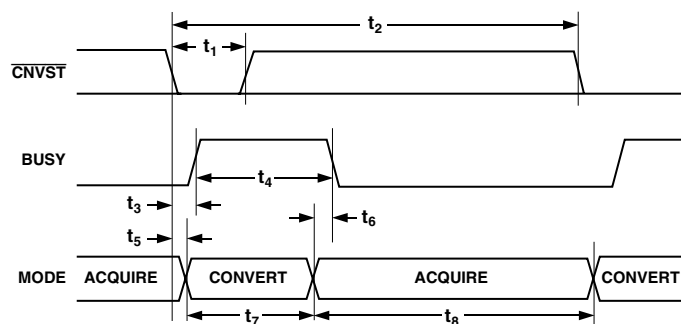 t2
t1
CNVST
BUSY
t4
t3
t6
t5
MODE ACQUIRE CONVERT ACQUIRE CONVERT
t7 t8